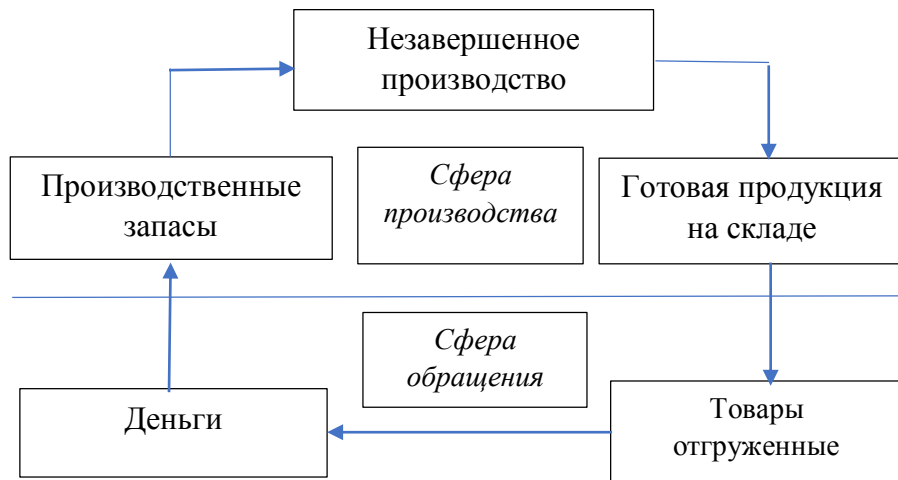 Незавершенное
производство
Производственные
запасы
Сфера
производства
Готовая продукция
на складе
Сфера
обращения
Деньги
Товары
отгруженные